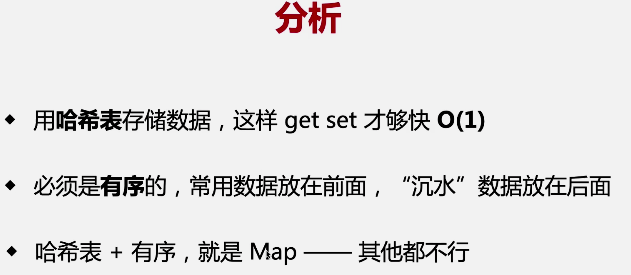 分析
用哈希表存储数据，这样 get set 才够快 O(1)
必须是有序的，常用数据放在前面，“沉水”数据放在后面
哈希表 + 有序，就是 Map —— 其他都不行